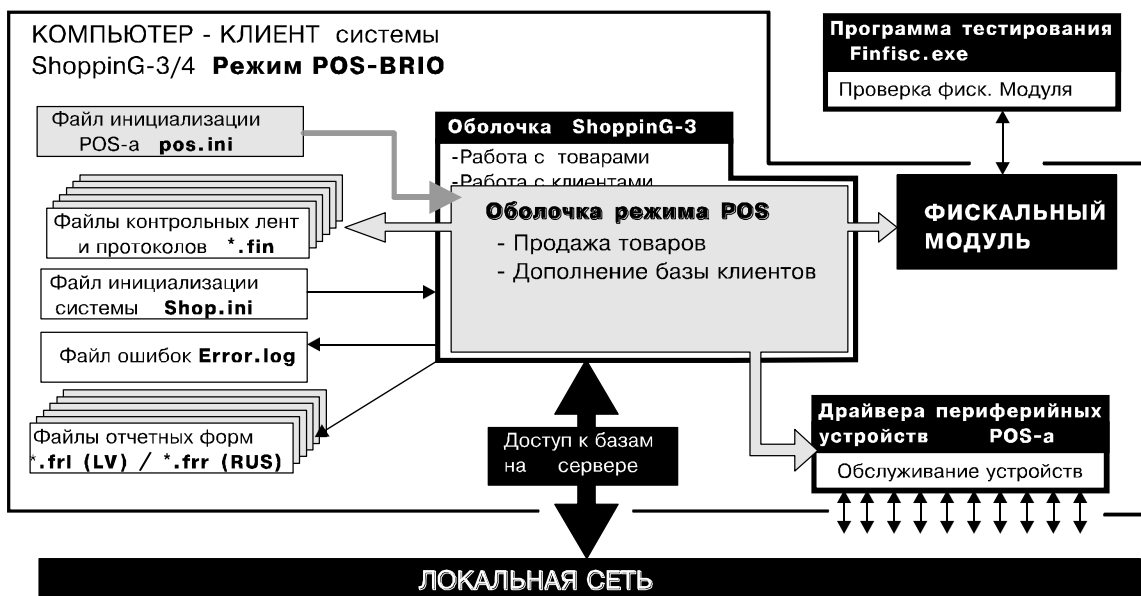 КОМПЬЮТЕР - КЛИЕНТ системы
ShoppinG-3/4 Режим POS-BRIO
Программа тестирования
Finfisc.exe
Проверка фиск. Модуля
Файл инициализации
POS-а pos.ini
Оболочка ShoppinG-3
-Работа с товарами
-Работа с клиентами
Файлы контрольных лент
и протоколов *.fin
Оболочка режима POS
- Продажа товаров
- Дополнение базы клиентов
ФИСКАЛЬНЫЙ
МОДУЛЬ
Файл инициализации
системы Shop.ini
Файл ошибок Error.log
Файлы отчетных форм
*.frl (LV) / *.frr (RUS)
Доступ к базам
на сервере
Драйвера периферийных
устройств POS-а
Обслуживание устройств
ЛОКАЛЬНАЯ СЕТЬ